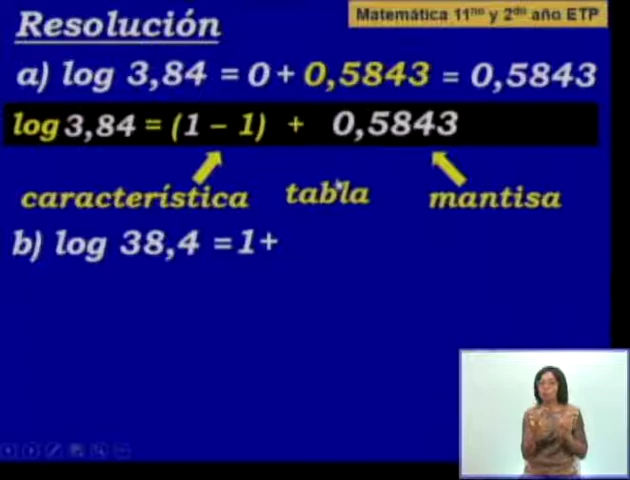 Matemática 11ⁿᵒ y 2ᵈᵒ año ETP
Resolución
a) log 3,84 = 0 + 0,5843 = 0,5843
log 3,84 = (1 – 1) + 0,5843
característica tabla mantisa
b) log 38,4 = 1+